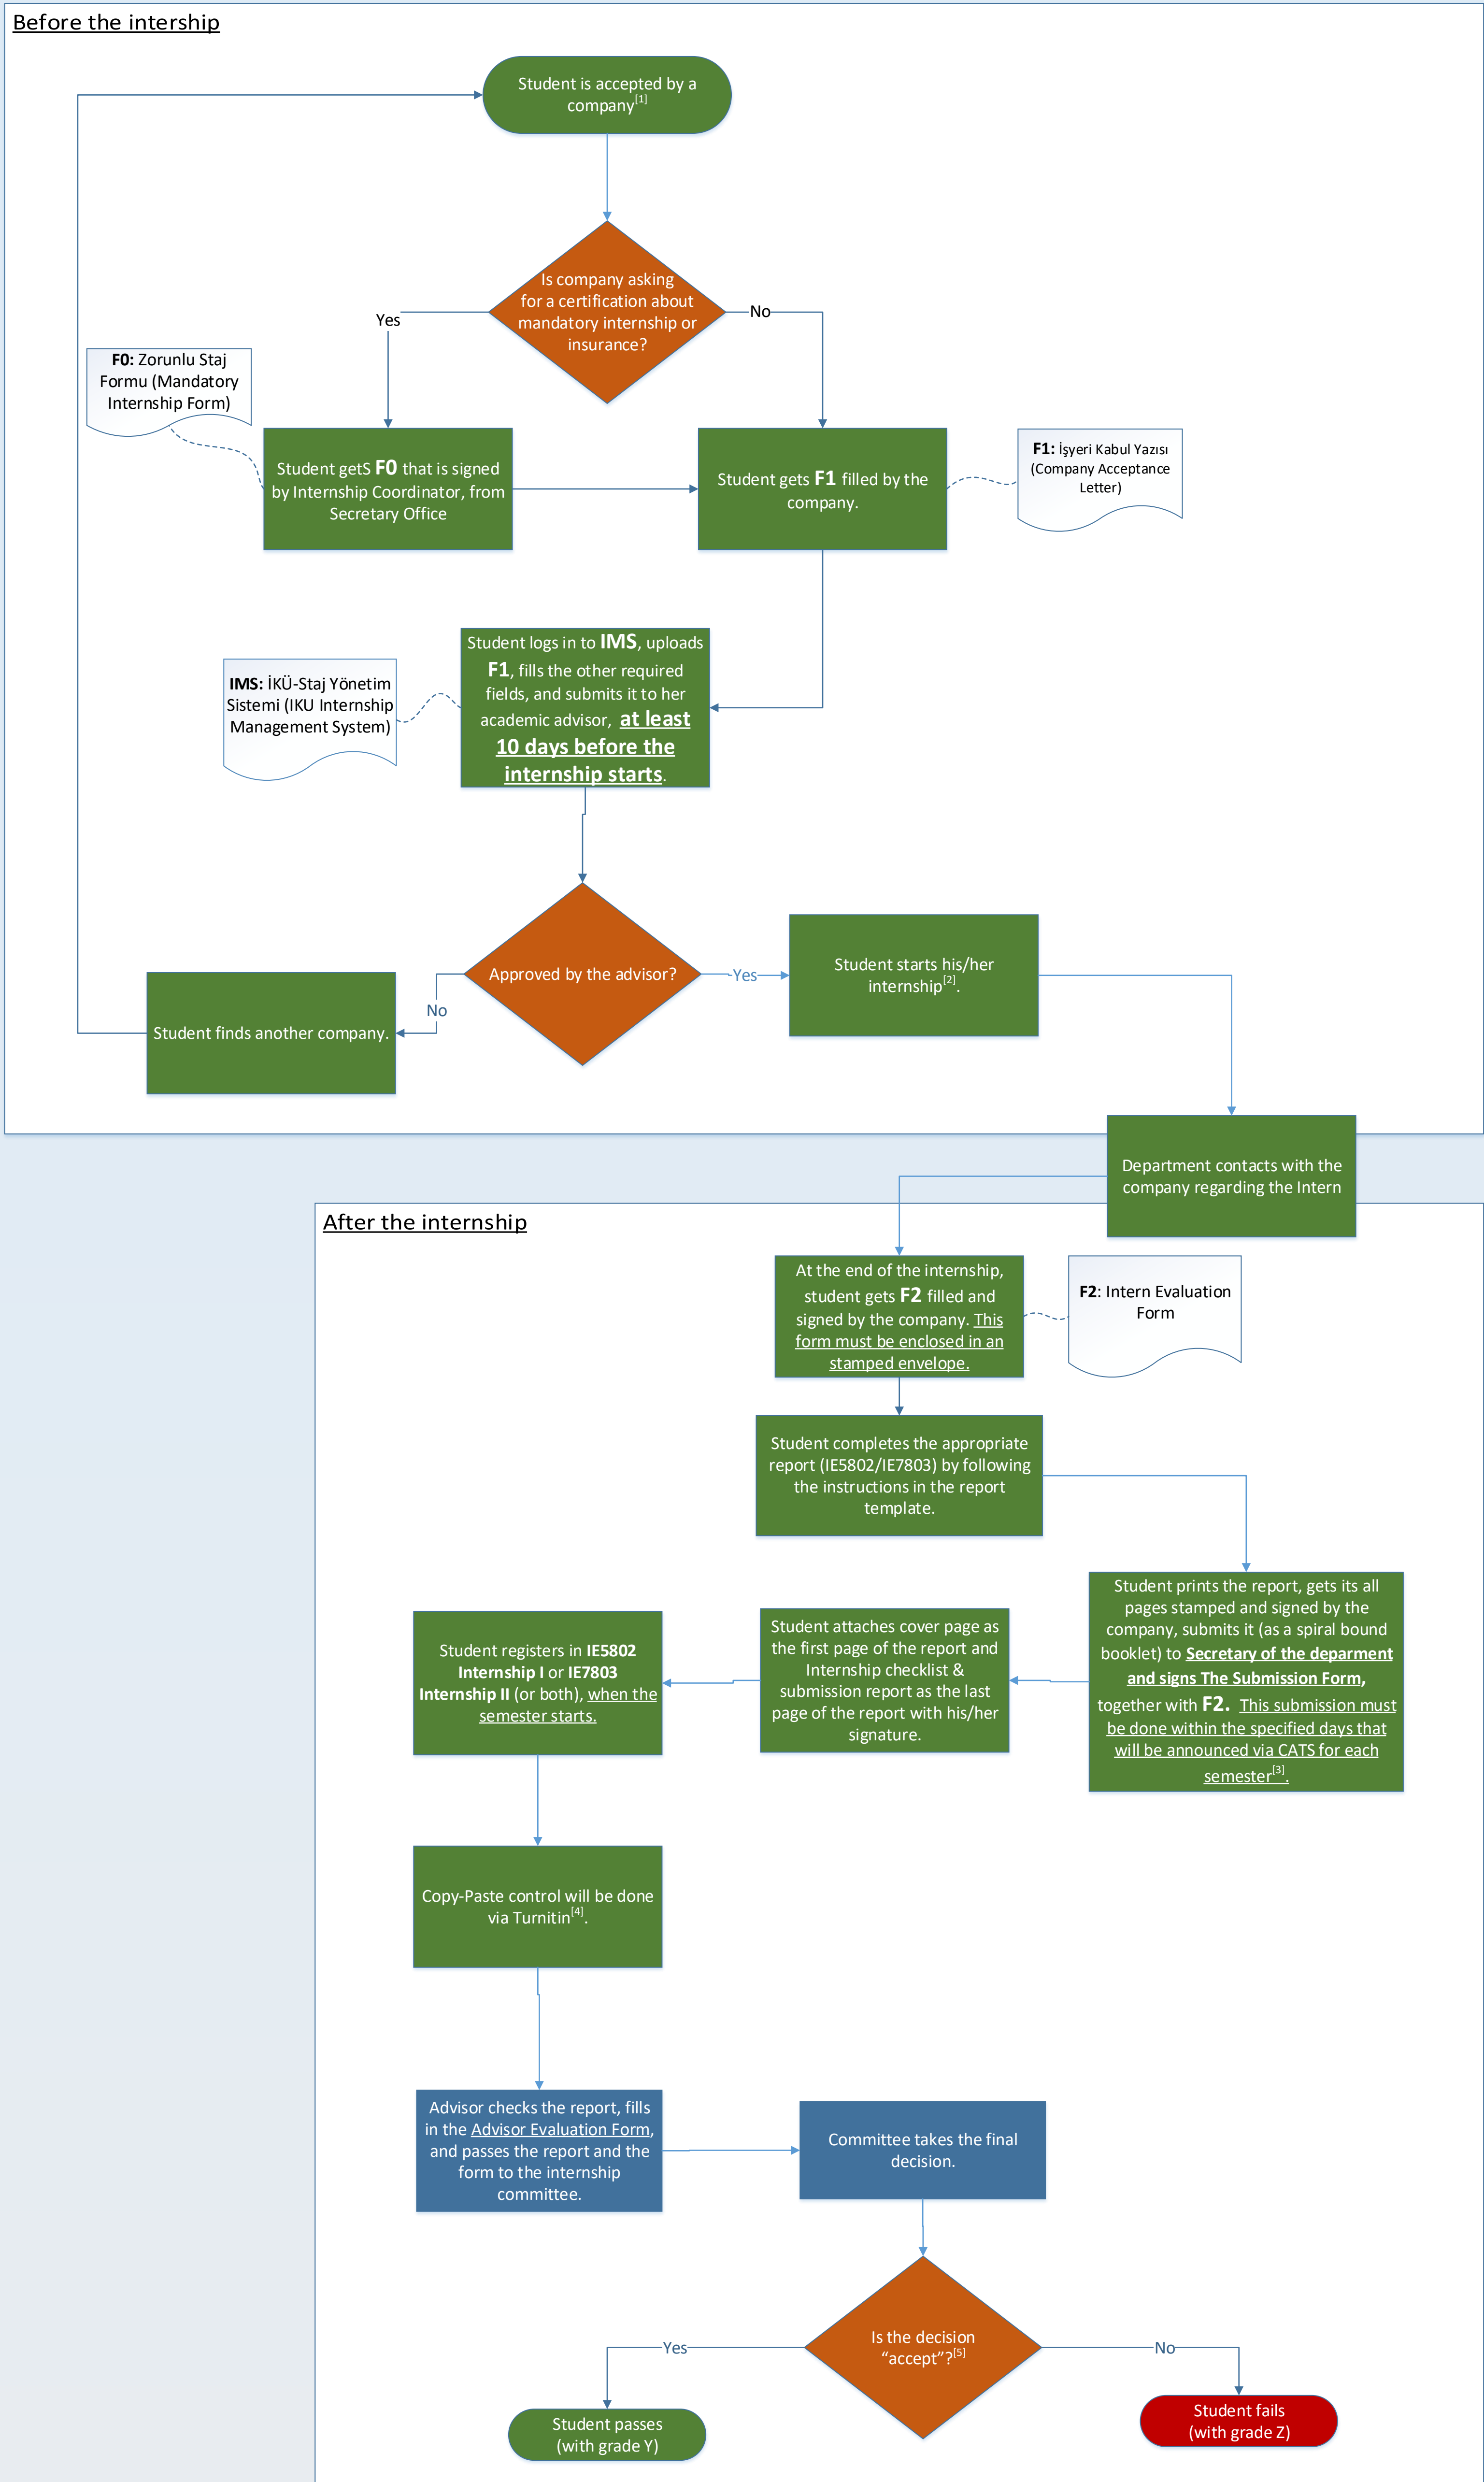 Before the intership
Student is accepted by a
company[1]
Is company asking
for a certification about
mandatory internship or
insurance?
Yes
No
F0: Zorunlu Staj
Formu (Mandatory
Internship Form)
Student getS F0 that is signed
by Internship Coordinator, from
Secretary Office
Student gets F1 filled by the
company.
F1: İşyeri Kabul Yazısı
(Company Acceptance
Letter)
Student logs in to IMS, uploads
F1, fills the other required
fields, and submits it to her
academic advisor, at least
10 days before the
internship starts.
IMS: İKÜ-Staj Yönetim
Sistemi (IKU Internship
Management System)
Approved by the advisor?
Yes
No
Student starts his/her
internship[2].
Student finds another company.
Department contacts with the
company regarding the Intern
After the internship
At the end of the internship,
student gets F2 filled and
signed by the company. This
form must be enclosed in an
stamped envelope.
F2: Intern Evaluation
Form
Student completes the appropriate
report (IE5802/IE7803) by following
the instructions in the report
template.
Student prints the report, gets its all
pages stamped and signed by the
company, submits it (as a spiral bound
booklet) to Secretary of the deparment
and signs The Submission Form,
together with F2. This submission must
be done within the specified days that
will be announced via CATS for each
semester[3].
Student attaches cover page as
the first page of the report and
Internship checklist &
submission report as the last
page of the report with his/her
signature.
Student registers in IE5802
Internship I or IE7803
Internship II (or both), when the
semester starts.
Copy-Paste control will be done
via Turnitin[4].
Advisor checks the report, fills
in the Advisor Evaluation Form,
and passes the report and the
form to the internship
committee.
Committee takes the final
decision.
Is the decision
“accept”?[5]
Yes
No
Student passes
(with grade Y)
Student fails
(with grade Z)